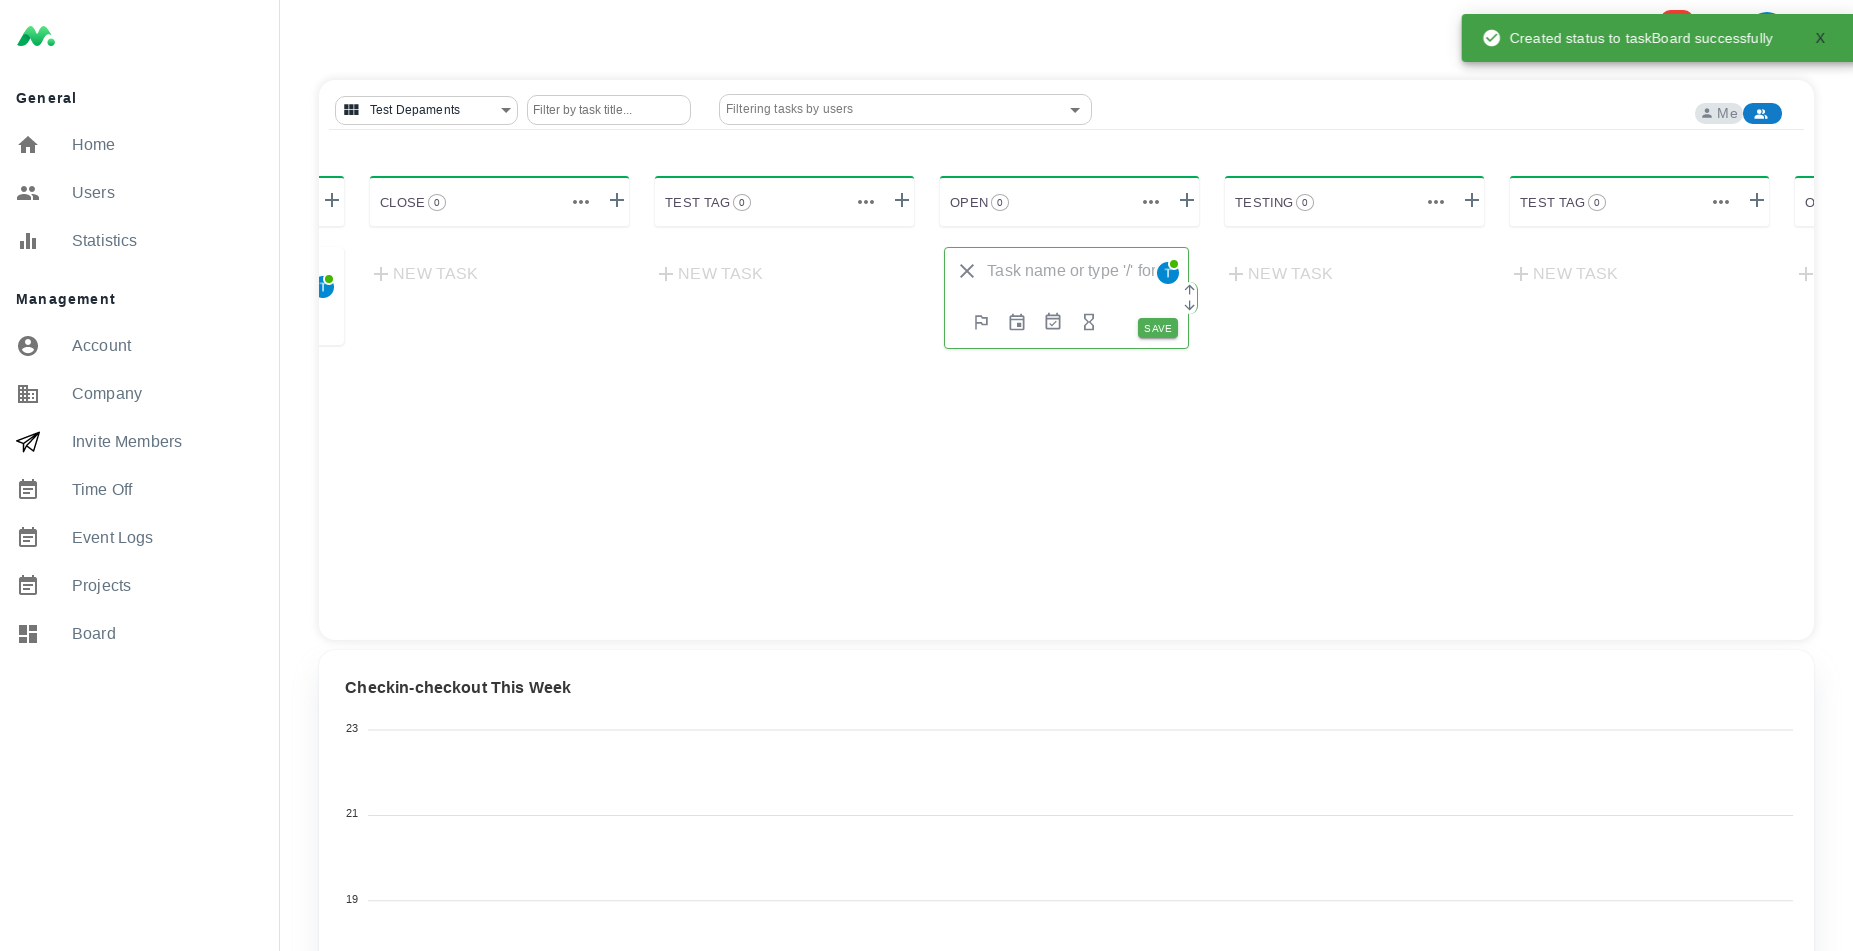 Created status to taskBoard successfully X
General
Home
Users
Statistics
Management
Account
Company
Invite Members
Time Off
Event Logs
Projects
Board
Test Depaments
Filter by task title...
Filtering tasks by users
Me
CLOSE 0
TEST TAG 0
OPEN 0
TESTING 0
TEST TAG 0
O
T
NEW TASK
NEW TASK
Task name or type '/' for
T
SAVE
NEW TASK
NEW TASK
Checkin-checkout This Week
23
21
19